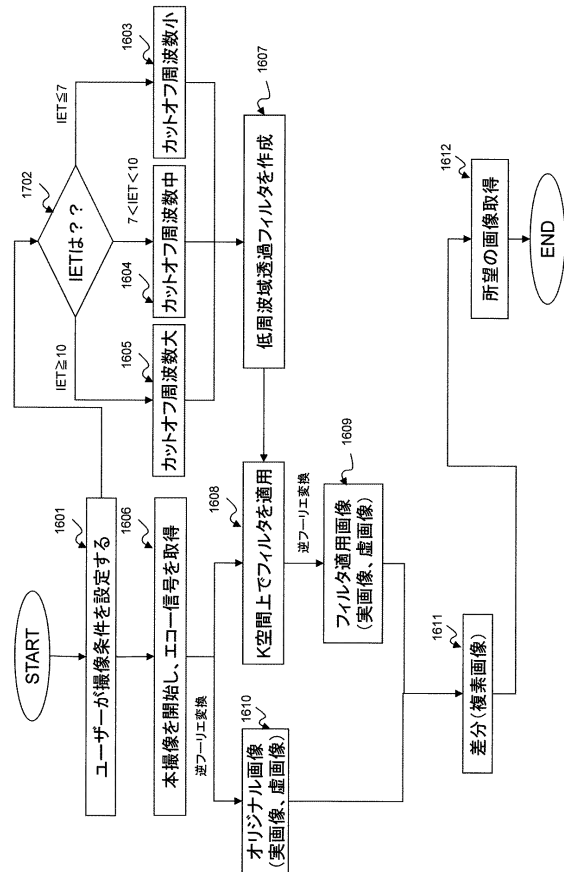 START
1601
ユーザーが撮像条件を設定する
1606
本撮像を開始し、エコー信号を取得
逆フーリエ変換
1610
オリジナル画像
(実画像、虚画像)
1702
IETは??
IET≧10
7<IET<10
IET≦7
1605
カットオフ周波数大
1604
カットオフ周波数中
1603
カットオフ周波数小
1607
低周波域透過フィルタを作成
1608
K空間上でフィルタを適用
逆フーリエ変換
1609
フィルタ適用画像
(実画像、虚画像)
1611
差分(複素画像)
1612
所望の画像取得
END